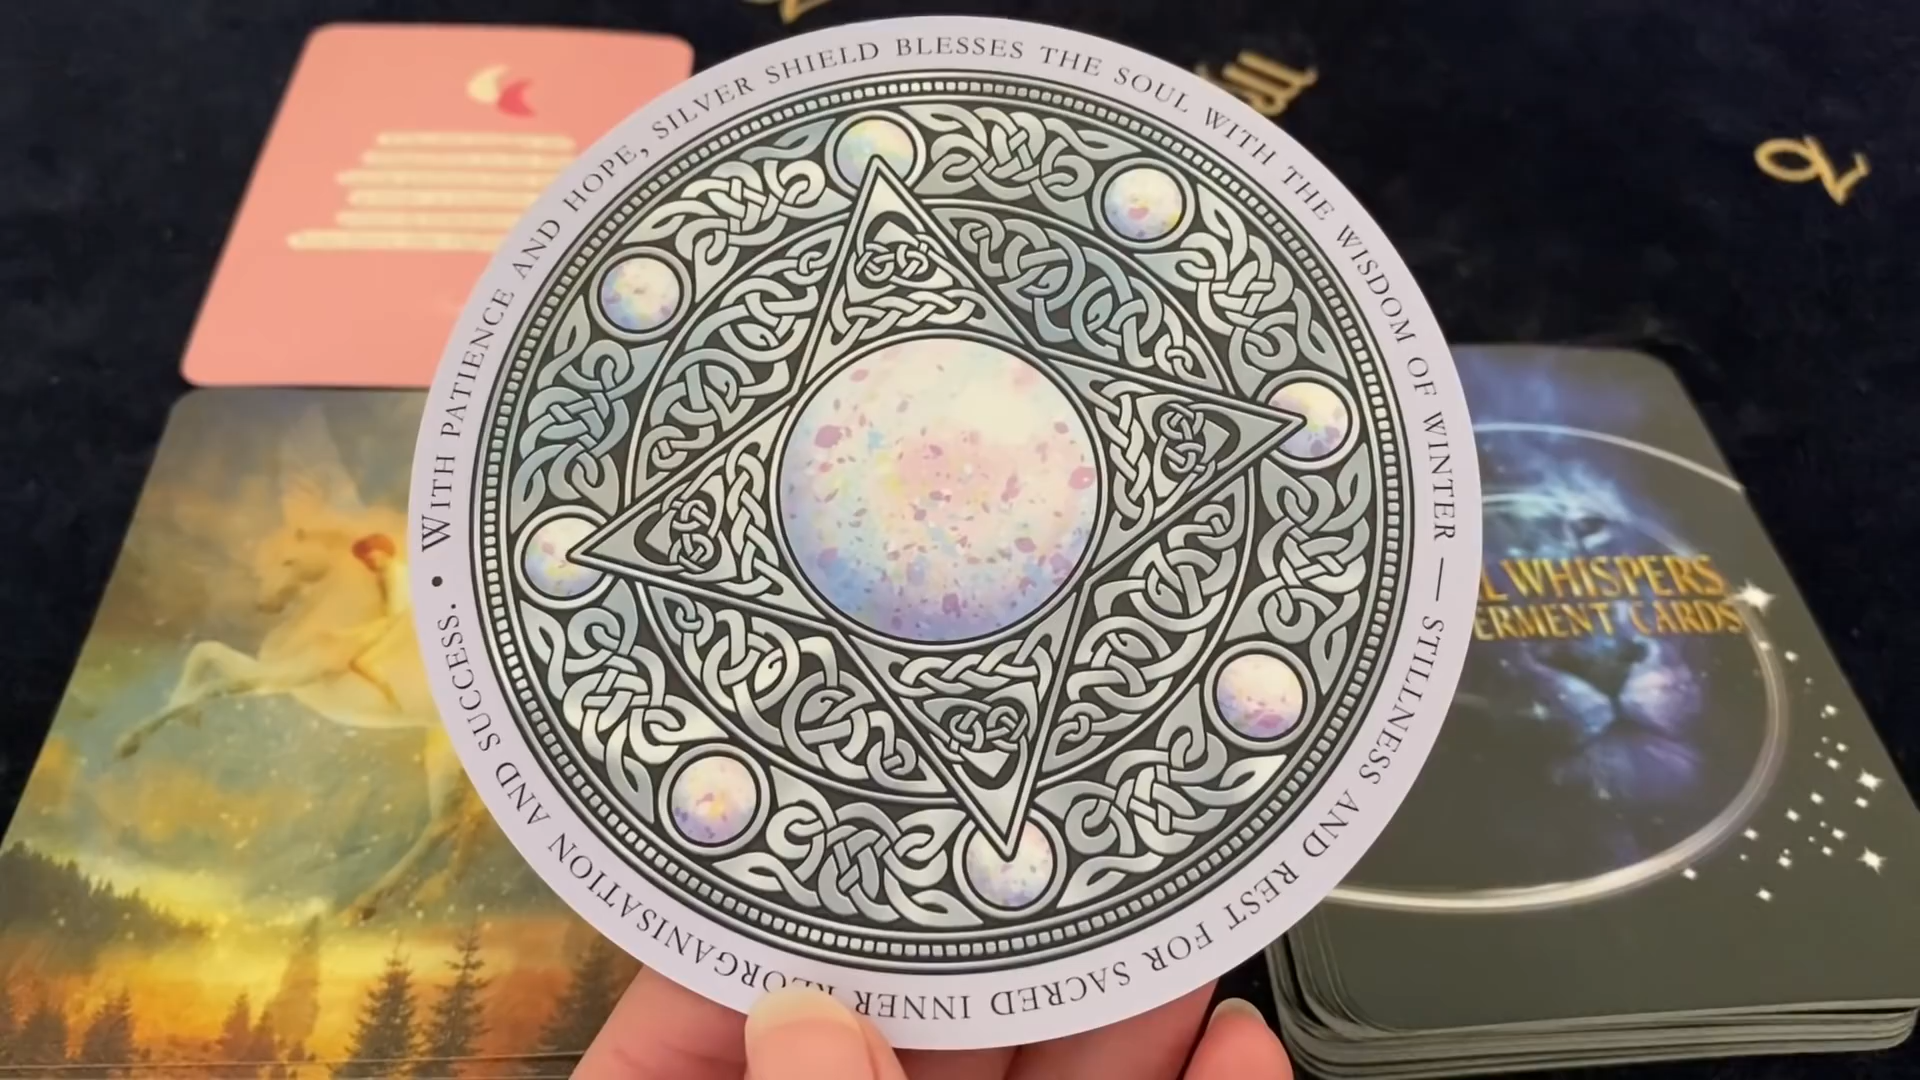 With patience and hope, silver shield blesses the soul with the wisdom of winter — stillness and rest for sacred inner reorganisation and success. •
L WHISPERS
ERMENT CARDS